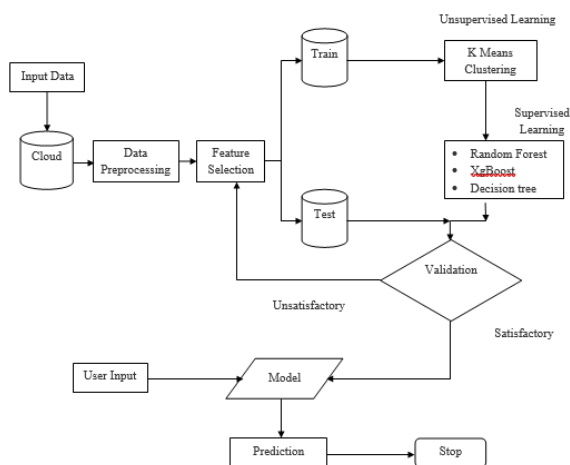 Unsupervised Learning
Train
K Means
Clustering
Input Data
Supervised
Learning
Cloud
Data
Preprocessing
Feature
Selection
• Random Forest
• XgBoost
• Decision tree
Test
Validation
Unsatisfactory
Satisfactory
User Input
Model
Prediction
Stop